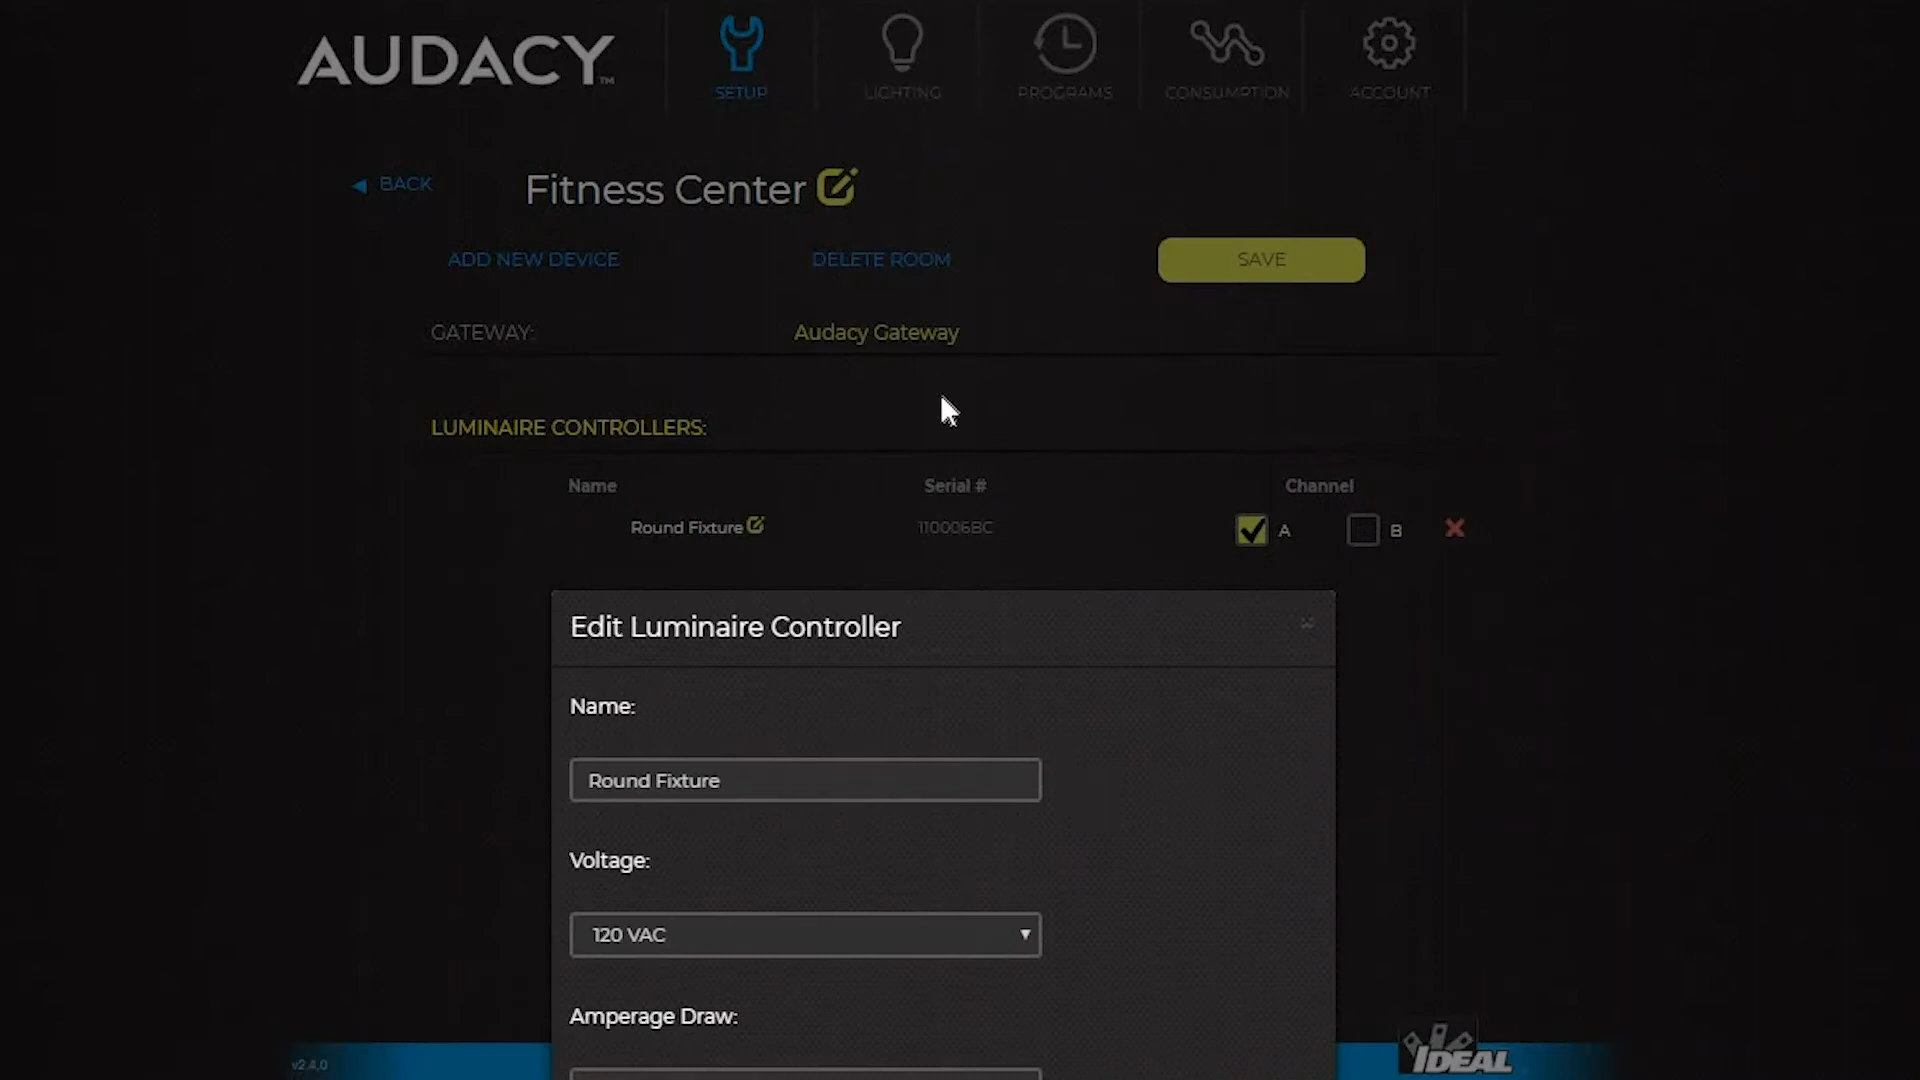 AUDACY™
SETUP
LIGHTING
PROGRAMS
CONSUMPTION
ACCOUNT
BACK
Fitness Center
ADD NEW DEVICE
DELETE ROOM
SAVE
GATEWAY:
Audacy Gateway
LUMINAIRE CONTROLLERS:
Name
Serial #
Channel
Round Fixture
110006BC
A
B
Edit Luminaire Controller
Name:
Round Fixture
Voltage:
120 VAC
Amperage Draw:
v2.4.0
IDEAL